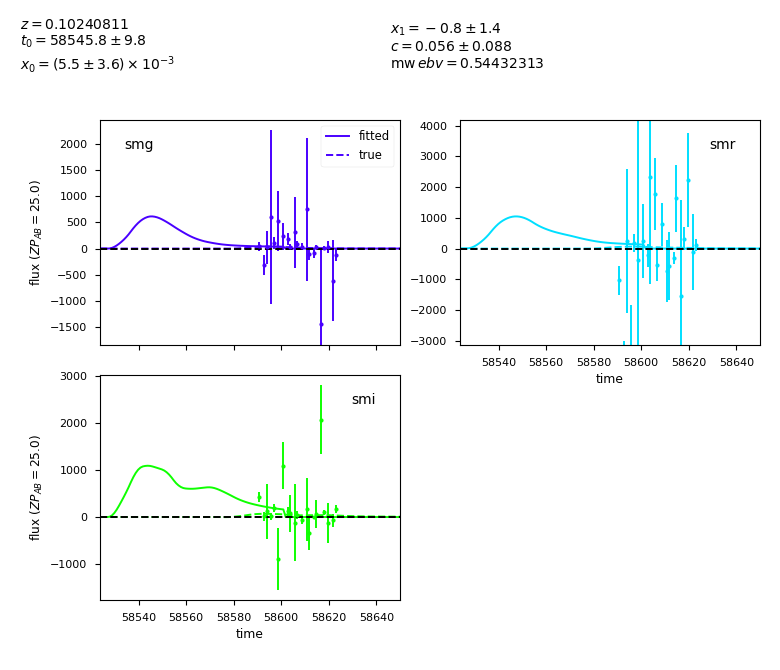 z = 0.10240811
t₀ = 58545.8 ± 9.8
x₀ = (5.5 ± 3.6) × 10⁻³
x₁ = −0.8 ± 1.4
c = 0.056 ± 0.088
mw ebv = 0.54432313
smg
fitted
true
2000
1500
1000
500
0
−500
−1000
−1500
flux (ZP_AB = 25.0)
smr
4000
3000
2000
1000
0
−1000
−2000
−3000
58540 58560 58580 58600 58620 58640
time
smi
3000
2000
1000
0
−1000
flux (ZP_AB = 25.0)
58540 58560 58580 58600 58620 58640
time